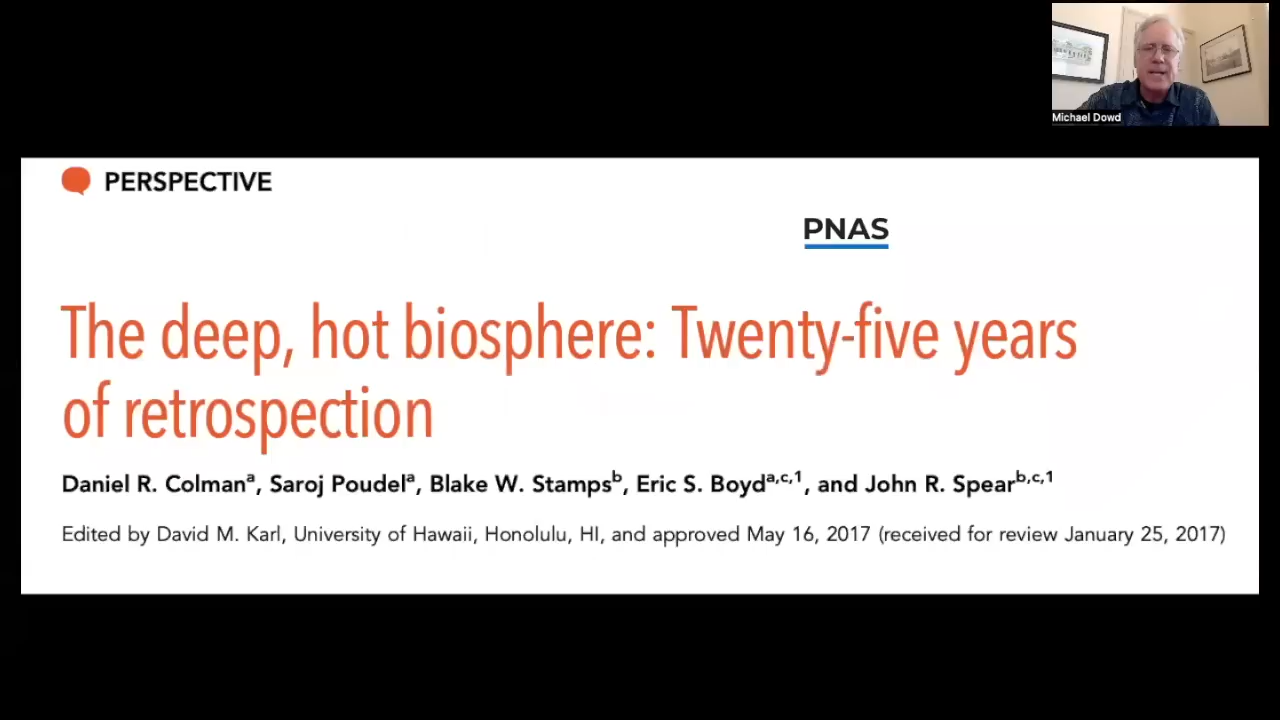 Michael Dowd
PERSPECTIVE
PNAS
The deep, hot biosphere: Twenty-five years
of retrospection
Daniel R. Colmanᵃ, Saroj Poudelᵃ, Blake W. Stampsᵇ, Eric S. Boydᵃ,ᶜ,¹, and John R. Spearᵇ,ᶜ,¹
Edited by David M. Karl, University of Hawaii, Honolulu, HI, and approved May 16, 2017 (received for review January 25, 2017)